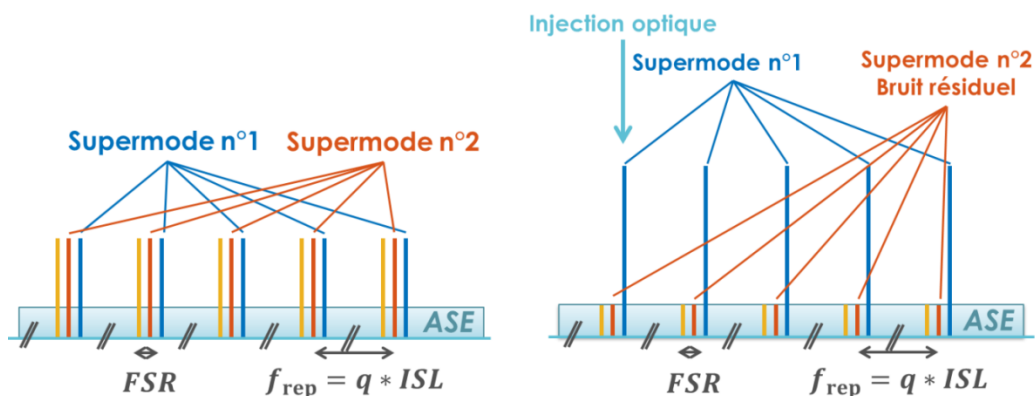 Supermode n°1
Supermode n°2
ASE
FSR
f_rep = q * ISL
Injection optique
Supermode n°1
Supermode n°2
Bruit résiduel
ASE
FSR
f_rep = q * ISL